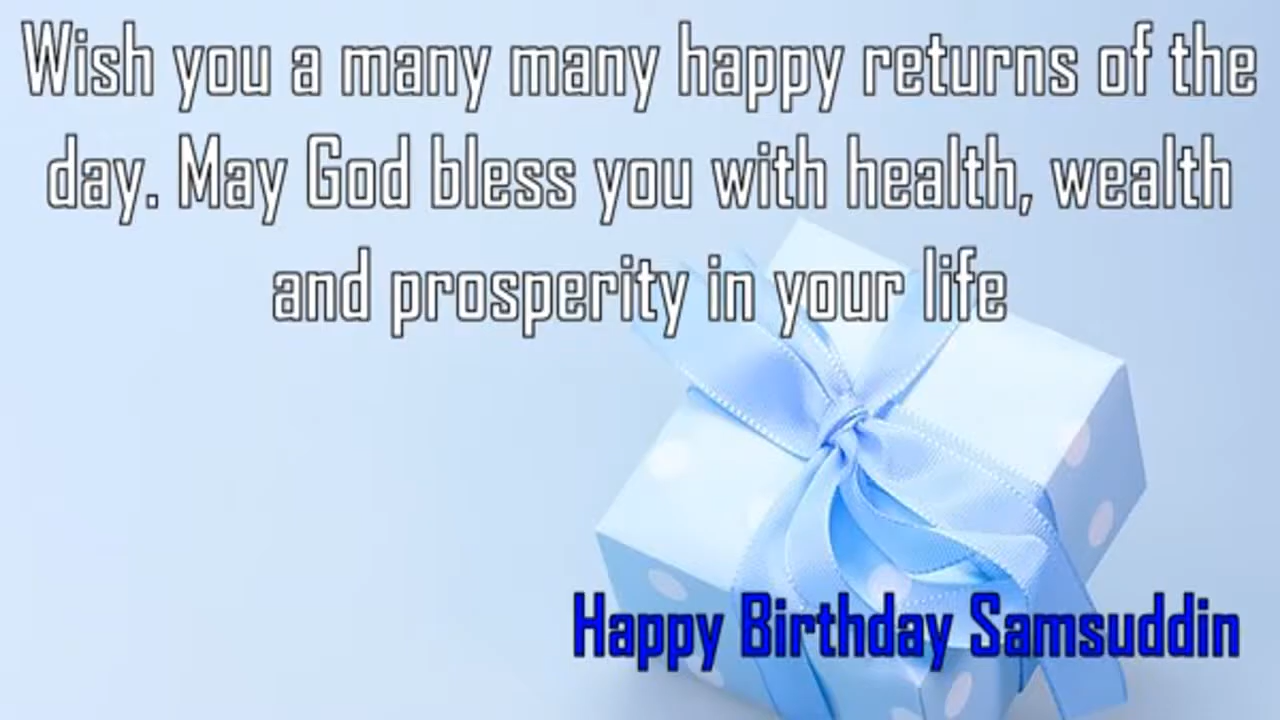 Wish you a many many happy returns of the
day. May God bless you with health, wealth
and prosperity in your life
Happy Birthday Samsuddin